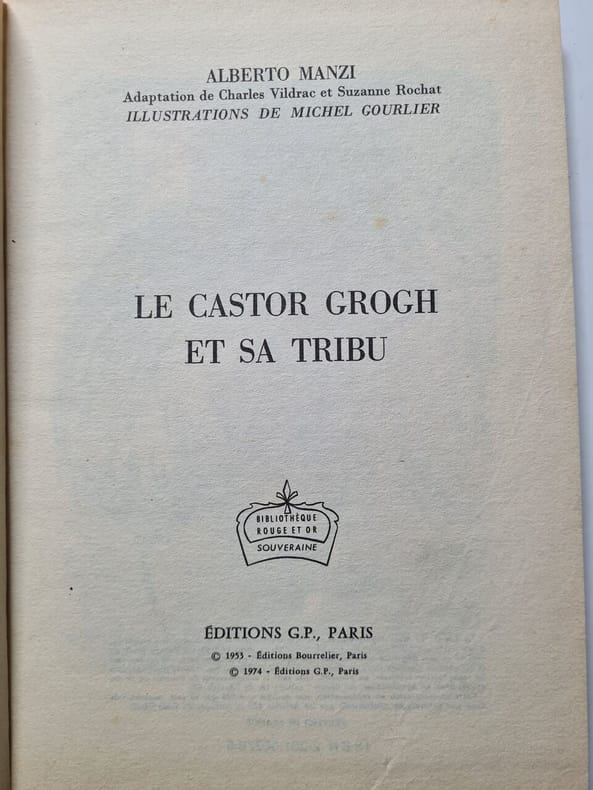 ALBERTO MANZI
Adaptation de Charles Vildrac et Suzanne Rochat
ILLUSTRATIONS DE MICHEL GOURLIER
LE CASTOR GROGH
ET SA TRIBU
BIBLIOTHÈQUE
ROUGE ET OR
SOUVERAINE
ÉDITIONS G.P., PARIS
© 1953 - Éditions Bourrelier, Paris
© 1974 - Éditions G.P., Paris